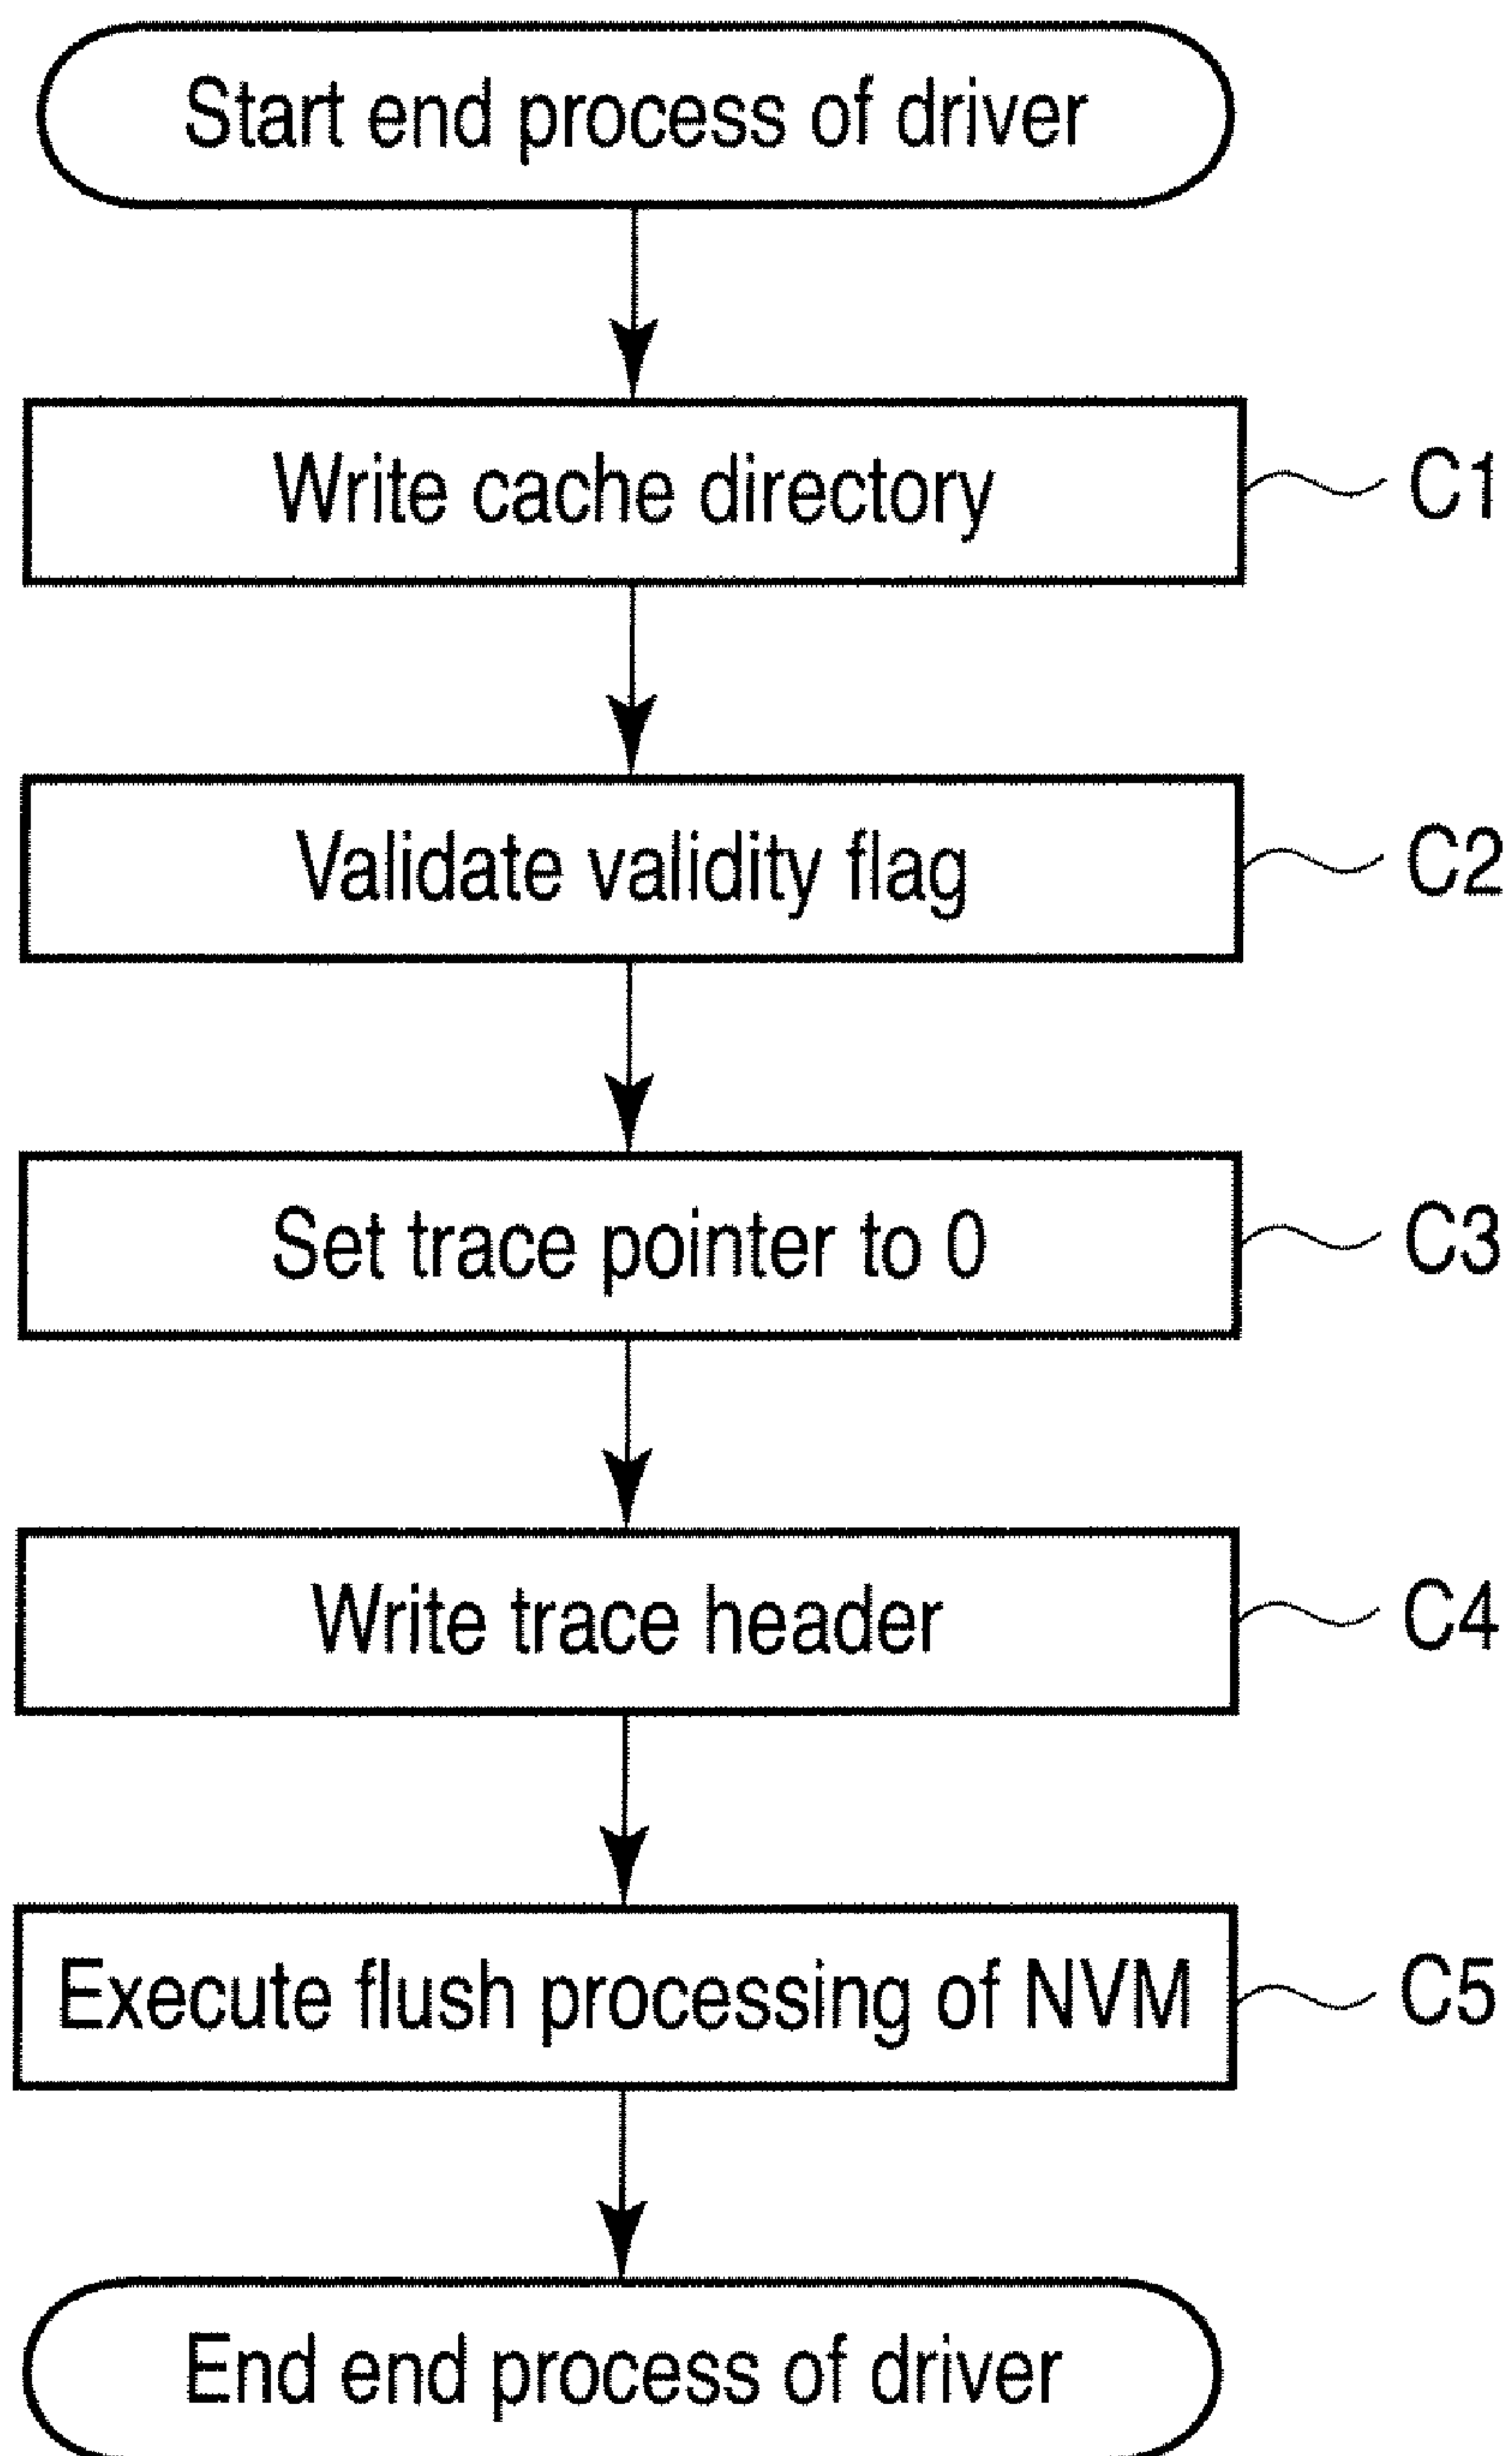 Start end process of driver
Write cache directory
C1
Validate validity flag
C2
Set trace pointer to 0
C3
Write trace header
C4
Execute flush processing of NVM
C5
End end process of driver